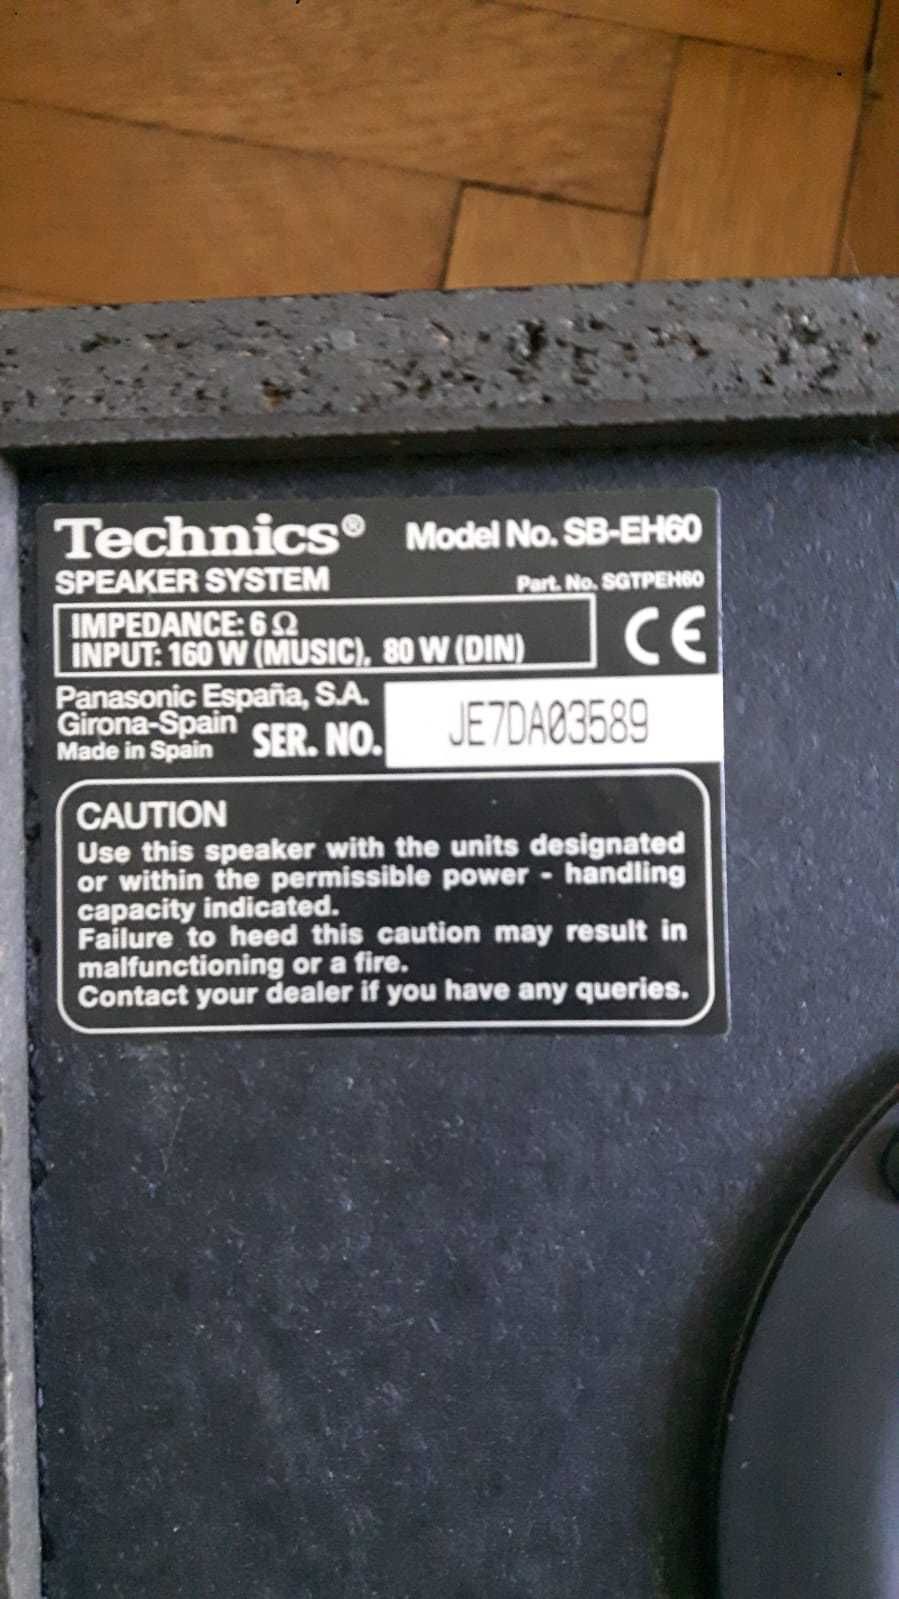 Technics® Model No. SB-EH60
SPEAKER SYSTEM Part. No. SGTPEH60
IMPEDANCE: 6 Ω
INPUT: 160 W (MUSIC), 80 W (DIN)
CE
Panasonic España, S.A.
Girona-Spain
Made in Spain
SER. NO. JE7DA03589
CAUTION
Use this speaker with the units designated
or within the permissible power - handling
capacity indicated.
Failure to heed this caution may result in
malfunctioning or a fire.
Contact your dealer if you have any queries.